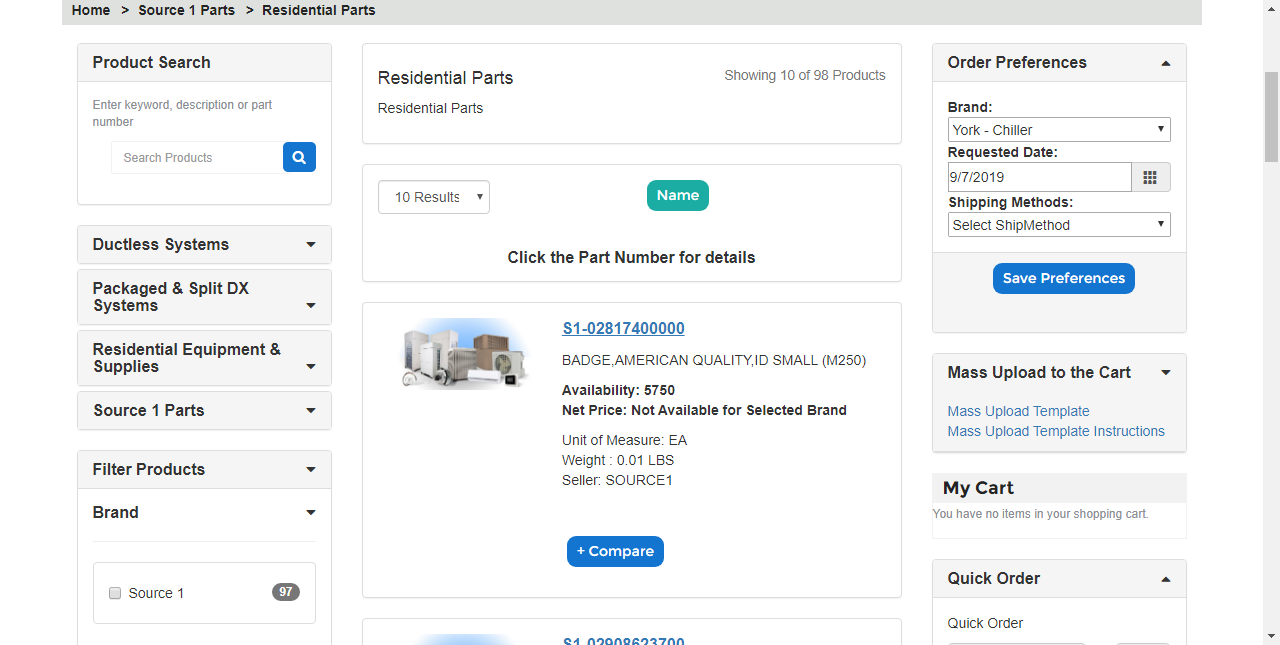 Home > Source 1 Parts > Residential Parts
Product Search
Enter keyword, description or part
number
Search Products
Ductless Systems
Packaged & Split DX
Systems
Residential Equipment &
Supplies
Source 1 Parts
Filter Products
Brand
Source 1
97
Residential Parts
Showing 10 of 98 Products
Residential Parts
10 Results
Name
Click the Part Number for details
S1-02817400000
BADGE,AMERICAN QUALITY,ID SMALL (M250)
Availability: 5750
Net Price: Not Available for Selected Brand
Unit of Measure: EA
Weight : 0.01 LBS
Seller: SOURCE1
+ Compare
S1-02908623700
Order Preferences
Brand:
York - Chiller
Requested Date:
9/7/2019
Shipping Methods:
Select ShipMethod
Save Preferences
Mass Upload to the Cart
Mass Upload Template
Mass Upload Template Instructions
My Cart
You have no items in your shopping cart.
Quick Order
Quick Order